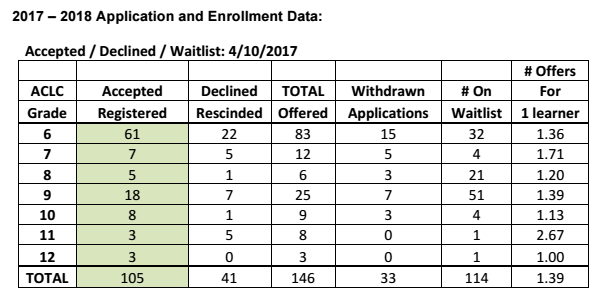 2017 – 2018 Application and Enrollment Data:
Accepted / Declined / Waitlist: 4/10/2017
# Offers
ACLC Accepted Declined TOTAL Withdrawn # On For
Grade Registered Rescinded Offered Applications Waitlist 1 learner
6 61 22 83 15 32 1.36
7 7 5 12 5 4 1.71
8 5 1 6 3 21 1.20
9 18 7 25 7 51 1.39
10 8 1 9 3 4 1.13
11 3 5 8 0 1 2.67
12 3 0 3 0 1 1.00
TOTAL 105 41 146 33 114 1.39